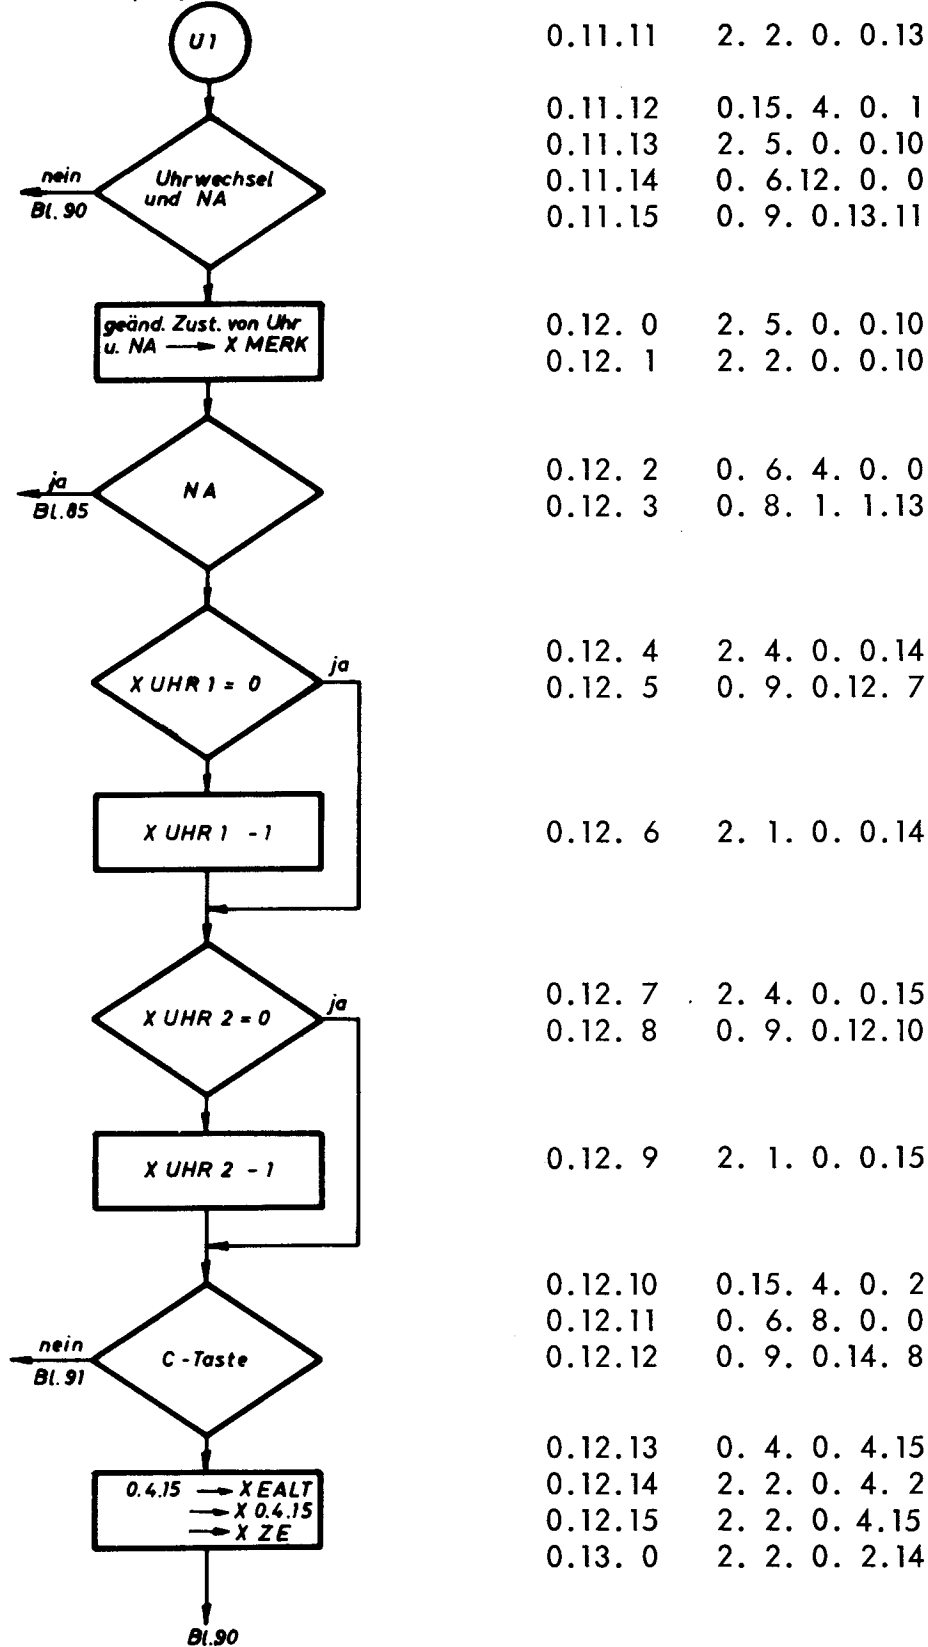 U1
0.11.11 2. 2. 0. 0.13
0.11.12 0.15. 4. 0. 1
0.11.13 2. 5. 0. 0.10
nein
Bl. 90
Uhrwechsel
und NA
0.11.14 0. 6.12. 0. 0
0.11.15 0. 9. 0.13.11
geänd. Zust. von Uhr
u. NA → X MERK
0.12. 0 2. 5. 0. 0.10
0.12. 1 2. 2. 0. 0.10
ja
Bl.85
NA
0.12. 2 0. 6. 4. 0. 0
0.12. 3 0. 8. 1. 1.13
X UHR 1 = 0
ja
0.12. 4 2. 4. 0. 0.14
0.12. 5 0. 9. 0.12. 7
X UHR 1 - 1
0.12. 6 2. 1. 0. 0.14
X UHR 2 = 0
ja
0.12. 7 2. 4. 0. 0.15
0.12. 8 0. 9. 0.12.10
X UHR 2 - 1
0.12. 9 2. 1. 0. 0.15
nein
Bl. 91
C-Taste
0.12.10 0.15. 4. 0. 2
0.12.11 0. 6. 8. 0. 0
0.12.12 0. 9. 0.14. 8
0.4.15 → X EALT
→ X 0.4.15
→ X ZE
0.12.13 0. 4. 0. 4.15
0.12.14 2. 2. 0. 4. 2
0.12.15 2. 2. 0. 4.15
0.13. 0 2. 2. 0. 2.14
Bl.90